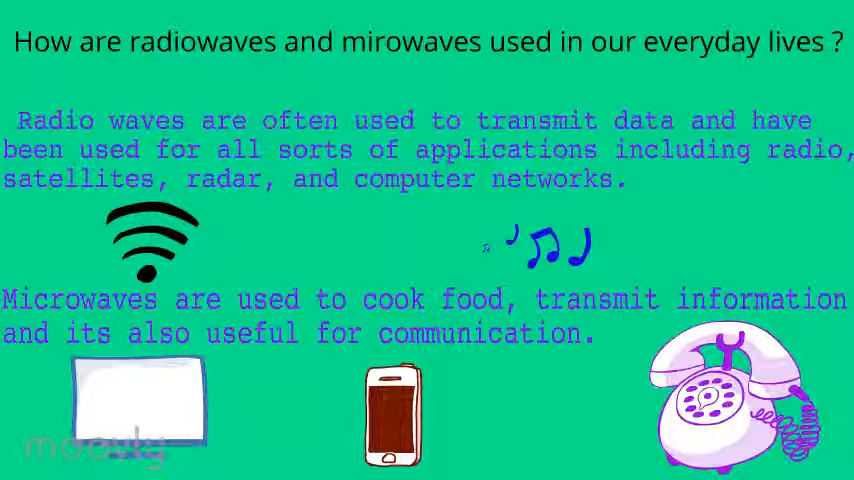 How are radiowaves and mirowaves used in our everyday lives ?
Radio waves are often used to transmit data and have
been used for all sorts of applications including radio,
satellites, radar, and computer networks.
Microwaves are used to cook food, transmit information
and its also useful for communication.